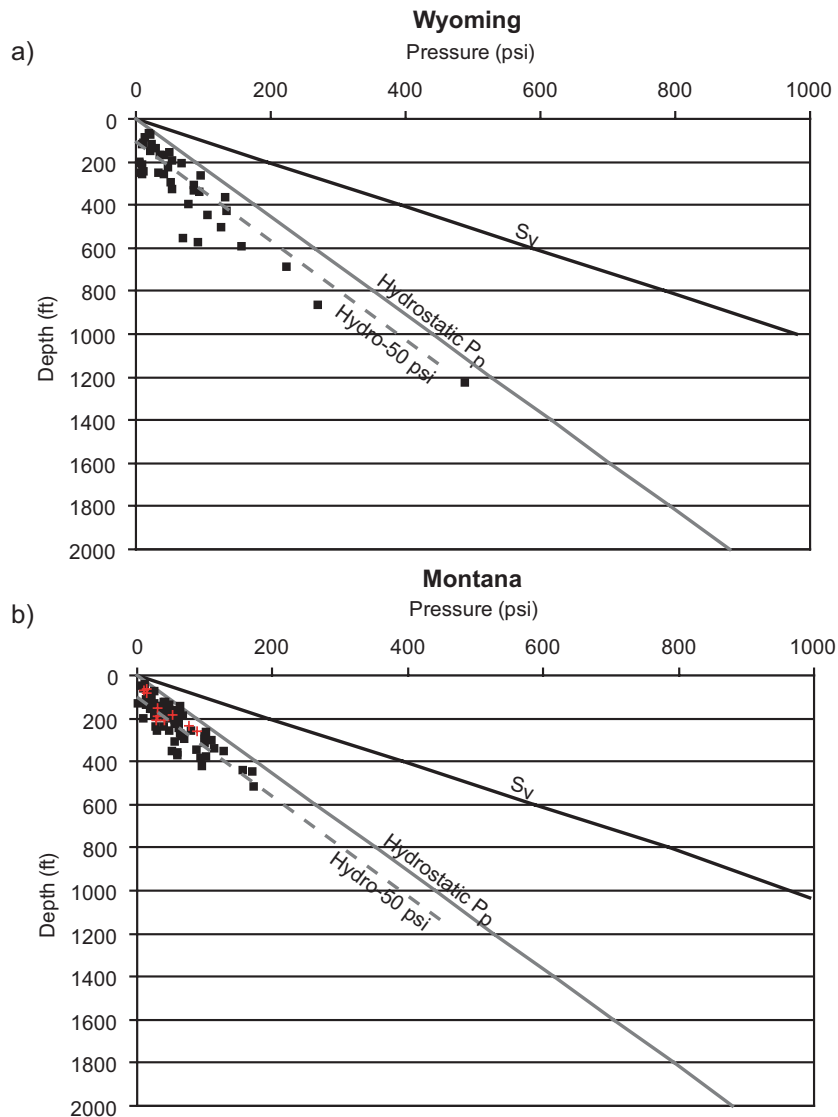 Wyoming
a)
Pressure (psi)
0 200 400 600 800 1000
0
200
400
600
800
1000
1200
1400
1600
1800
2000
Depth (ft)
Sv
Hydrostatic Pp
Hydro-50 psi
Montana
b)
Pressure (psi)
0 200 400 600 800 1000
0
200
400
600
800
1000
1200
1400
1600
1800
2000
Depth (ft)
Sv
Hydrostatic Pp
Hydro-50 psi